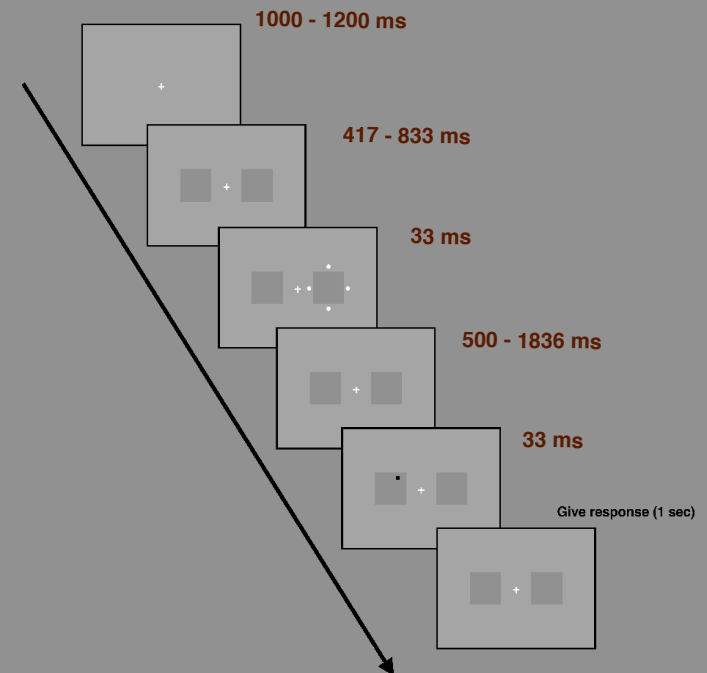 1000 - 1200 ms
417 - 833 ms
33 ms
500 - 1836 ms
33 ms
Give response (1 sec)